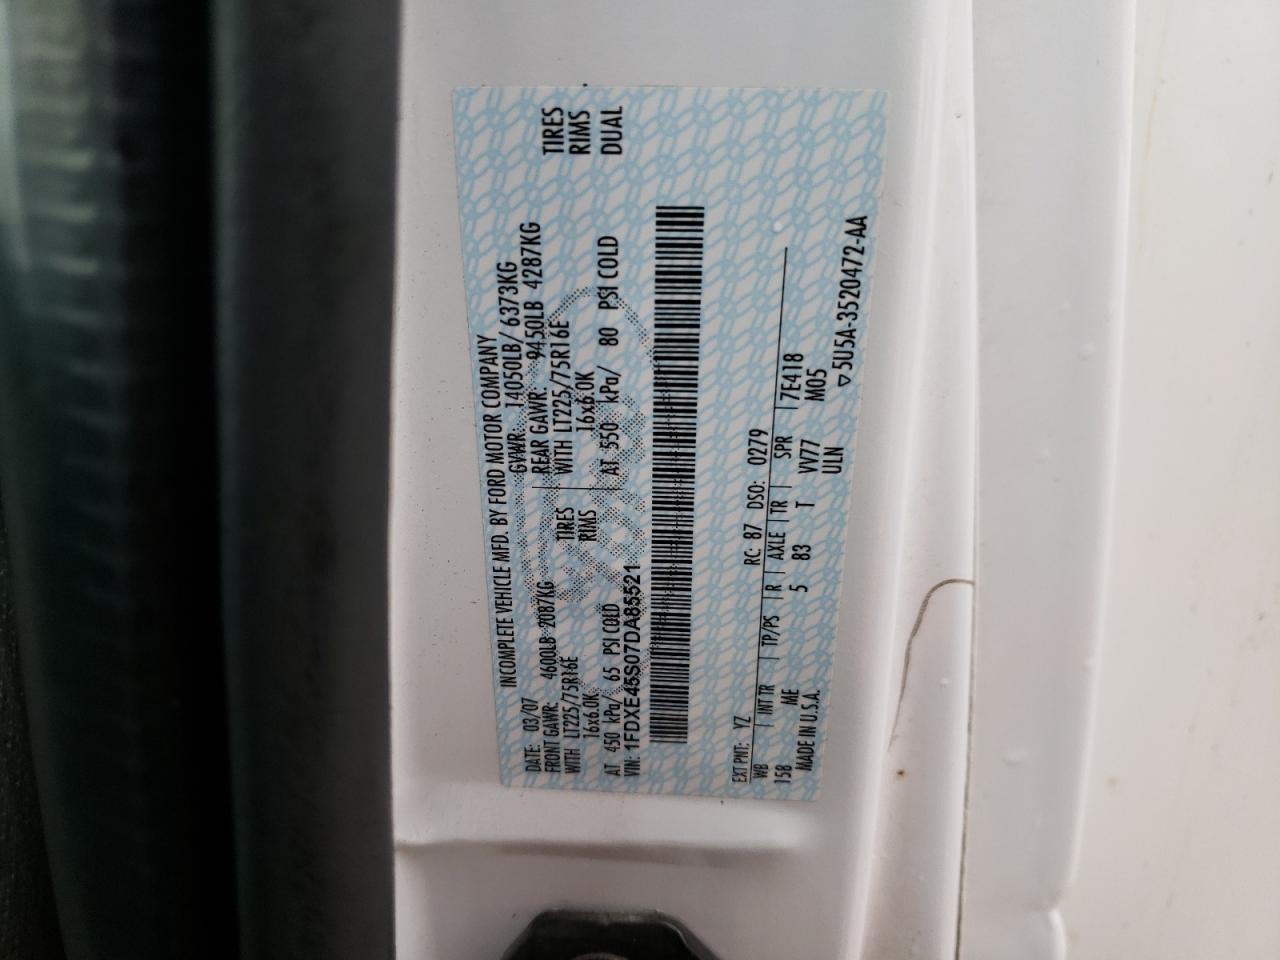 INCOMPLETE VEHICLE MFD. BY FORD MOTOR COMPANY
DATE: 03/07 GVWR: 14050LB/ 6373KG
FRONT GAWR: 4600LB 2087KG REAR GAWR: 9450LB 4287KG
WITH LT225/75R16E TIRES WITH LT225/75R16E TIRES
16x6.0K RIMS 16x6.0K RIMS
AT 450 kPa/ 65 PSI COLD AT 550 kPa/ 80 PSI COLD DUAL
VIN: 1FDXE45S07DA85521
EXT PNT: YZ RC: 87 DSO: 0279
WB INT TR TP/PS R AXLE TR SPR 7E418
158 ME 5 83 T VV77 M05
MADE IN U.S.A. ULN
▽5U5A-3520472-AA